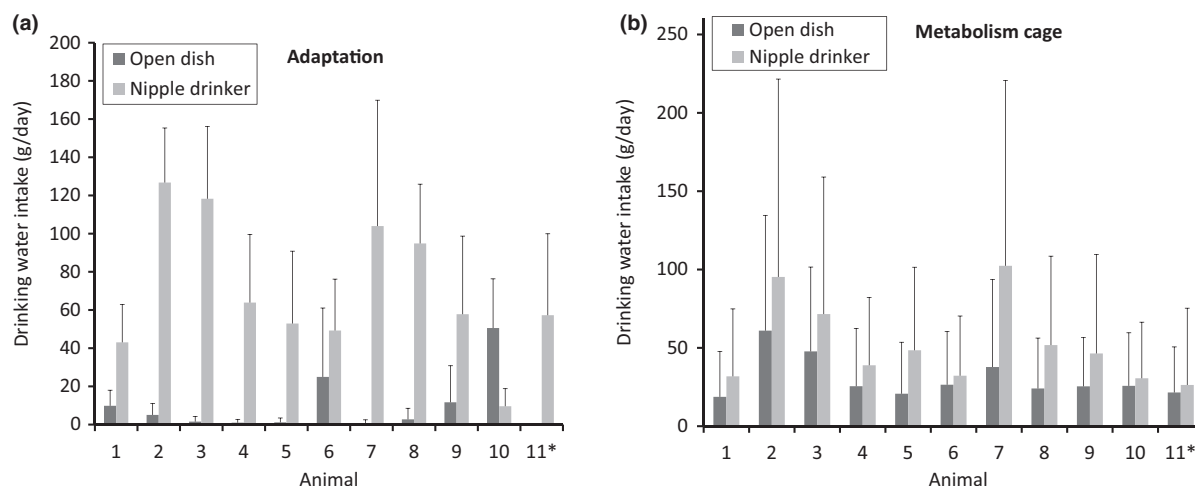 (a)
Adaptation
Open dish
Nipple drinker
Drinking water intake (g/day)
200
180
160
140
120
100
80
60
40
20
0
1 2 3 4 5 6 7 8 9 10 11*
Animal
(b)
Metabolism cage
Open dish
Nipple drinker
Drinking water intake (g/day)
250
200
150
100
50
0
1 2 3 4 5 6 7 8 9 10 11*
Animal